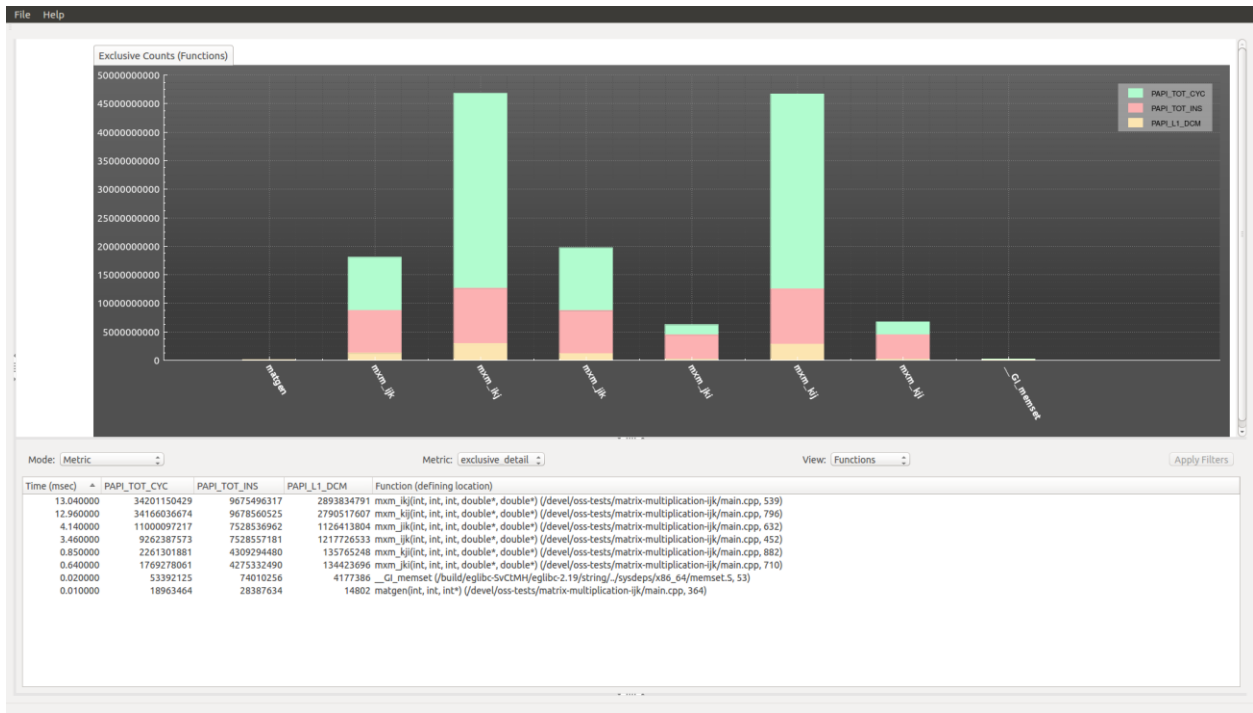 File Help
Exclusive Counts (Functions)
50000000000
45000000000
40000000000
35000000000
30000000000
25000000000
20000000000
15000000000
10000000000
5000000000
0
PAPI_TOT_CYC
PAPI_TOT_INS
PAPI_L1_DCM
matgen
mxm_ijk
mxm_ikj
mxm_jik
mxm_jki
mxm_kij
mxm_kji
__GI_memset
Mode: Metric Metric: exclusive_detail View: Functions Apply Filters
Time (msec) PAPI_TOT_CYC PAPI_TOT_INS PAPI_L1_DCM Function (defining location)
13.040000 34201150429 9675496317 2893834791 mxm_ikj(int, int, int, double*, double*) (/devel/oss-tests/matrix-multiplication-ijk/main.cpp, 539)
12.960000 34166036674 9678560525 2790517607 mxm_kij(int, int, int, double*, double*) (/devel/oss-tests/matrix-multiplication-ijk/main.cpp, 796)
4.140000 11000097217 7528536962 1126413804 mxm_jik(int, int, int, double*, double*) (/devel/oss-tests/matrix-multiplication-ijk/main.cpp, 632)
3.460000 9262387573 7528557181 1217726533 mxm_ijk(int, int, int, double*, double*) (/devel/oss-tests/matrix-multiplication-ijk/main.cpp, 452)
0.850000 2261301881 4309294480 135765248 mxm_kji(int, int, int, double*, double*) (/devel/oss-tests/matrix-multiplication-ijk/main.cpp, 882)
0.640000 1769278061 4275332490 134423696 mxm_jki(int, int, int, double*, double*) (/devel/oss-tests/matrix-multiplication-ijk/main.cpp, 710)
0.020000 53392125 74010256 4177386 __GI_memset (/build/eglibc-SvCtMH/eglibc-2.19/string/../sysdeps/x86_64/memset.S, 53)
0.010000 18963464 28387634 14802 matgen(int, int, int*) (/devel/oss-tests/matrix-multiplication-ijk/main.cpp, 364)